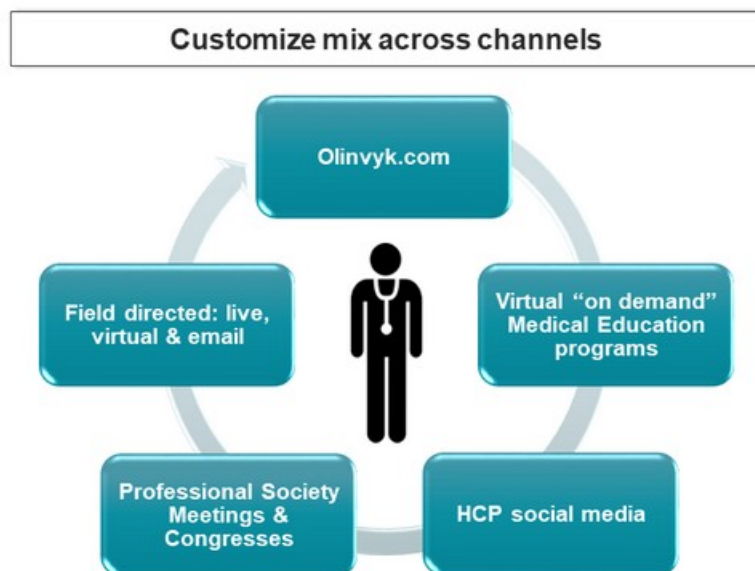 Customize mix across channels
Olinvyk.com
Virtual “on demand”
Medical Education
programs
HCP social media
Professional Society
Meetings &
Congresses
Field directed: live,
virtual & email